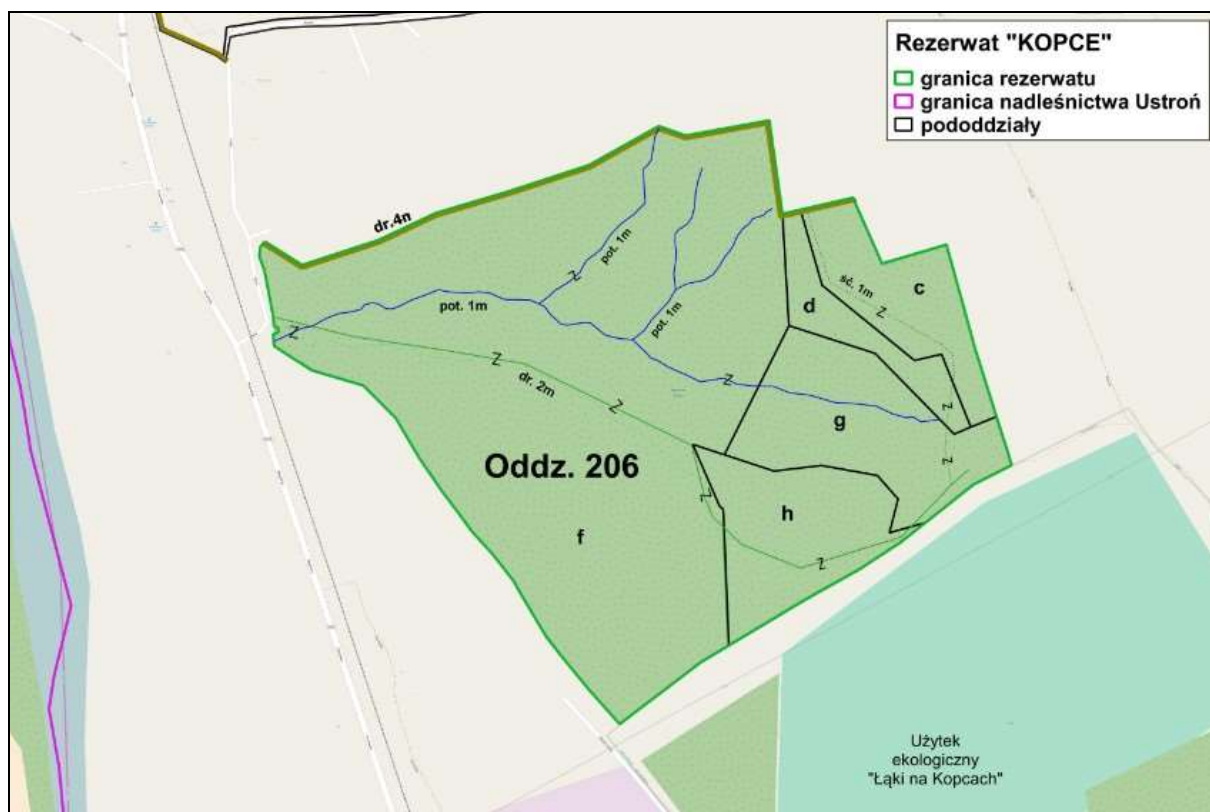 Rezerwat "KOPCE"
granica rezerwatu
granica nadleśnictwa Ustroń
pododdziały
dr.4n
pot. 1m
pot. 1m
pot. 1m
Z
Z
Z
Z
Z
Z
Z
Z
Z
Z
dr. 2m
ść. 1m
c
d
g
Oddz. 206
h
f
Użytek
ekologiczny
"Łąki na Kopcach"